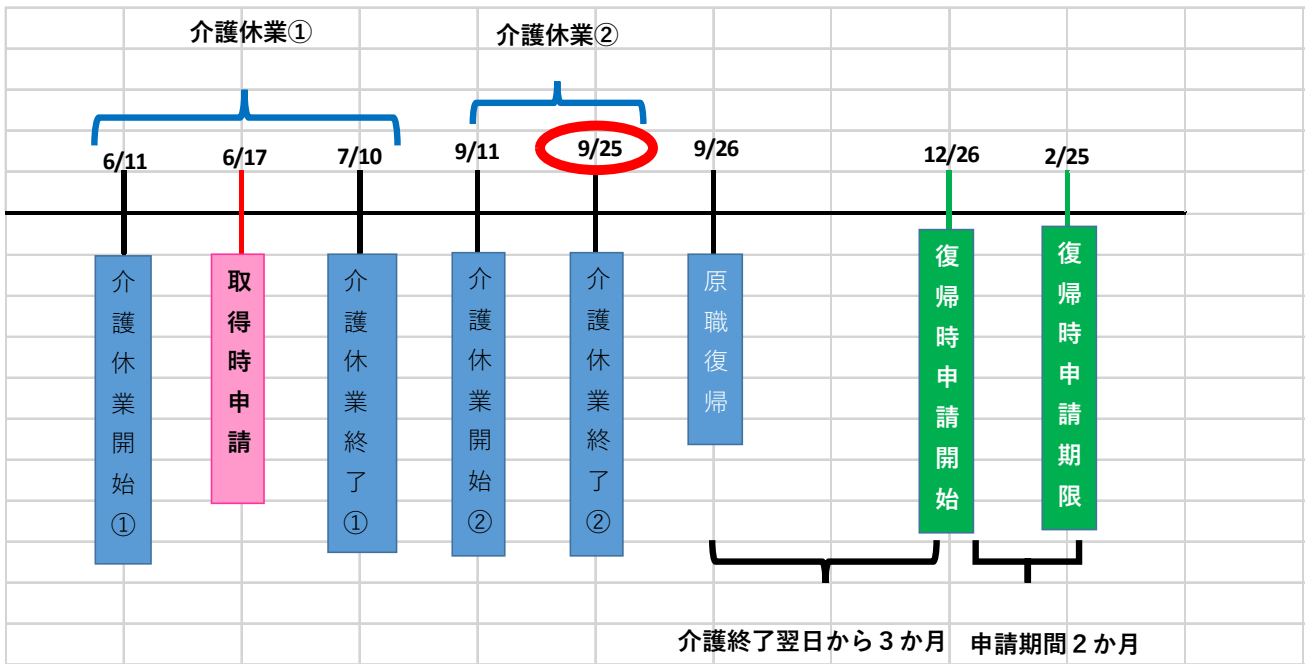 介護休業①
介護休業②
6/11
6/17
7/10
9/11
9/25
9/26
12/26
2/25
介護休業開始①
取得時申請
介護休業終了①
介護休業開始②
介護休業終了②
原職復帰
復帰時申請開始
復帰時申請期限
介護終了翌日から３か月
申請期間２か月